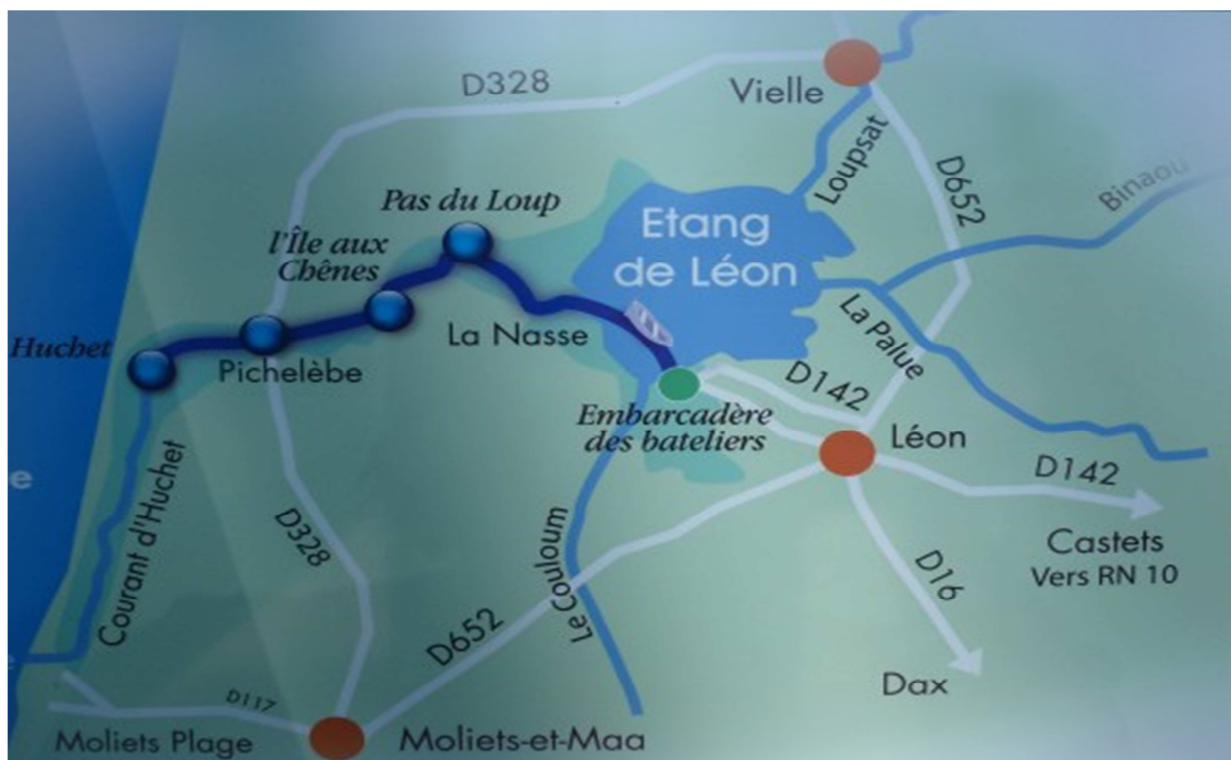 D328
Vielle
Loupsat
D652
Pas du Loup
Etang
de Léon
l'Île aux
Chênes
Huchet
Pichelèbe
La Nasse
La Palue
D142
Embarcadère
des bateliers
Léon
D142
Castets
Vers RN 10
Courant d'Huchet
D328
Le Couloum
D16
D652
Dax
D117
Moliets Plage
Moliets-et-Maa